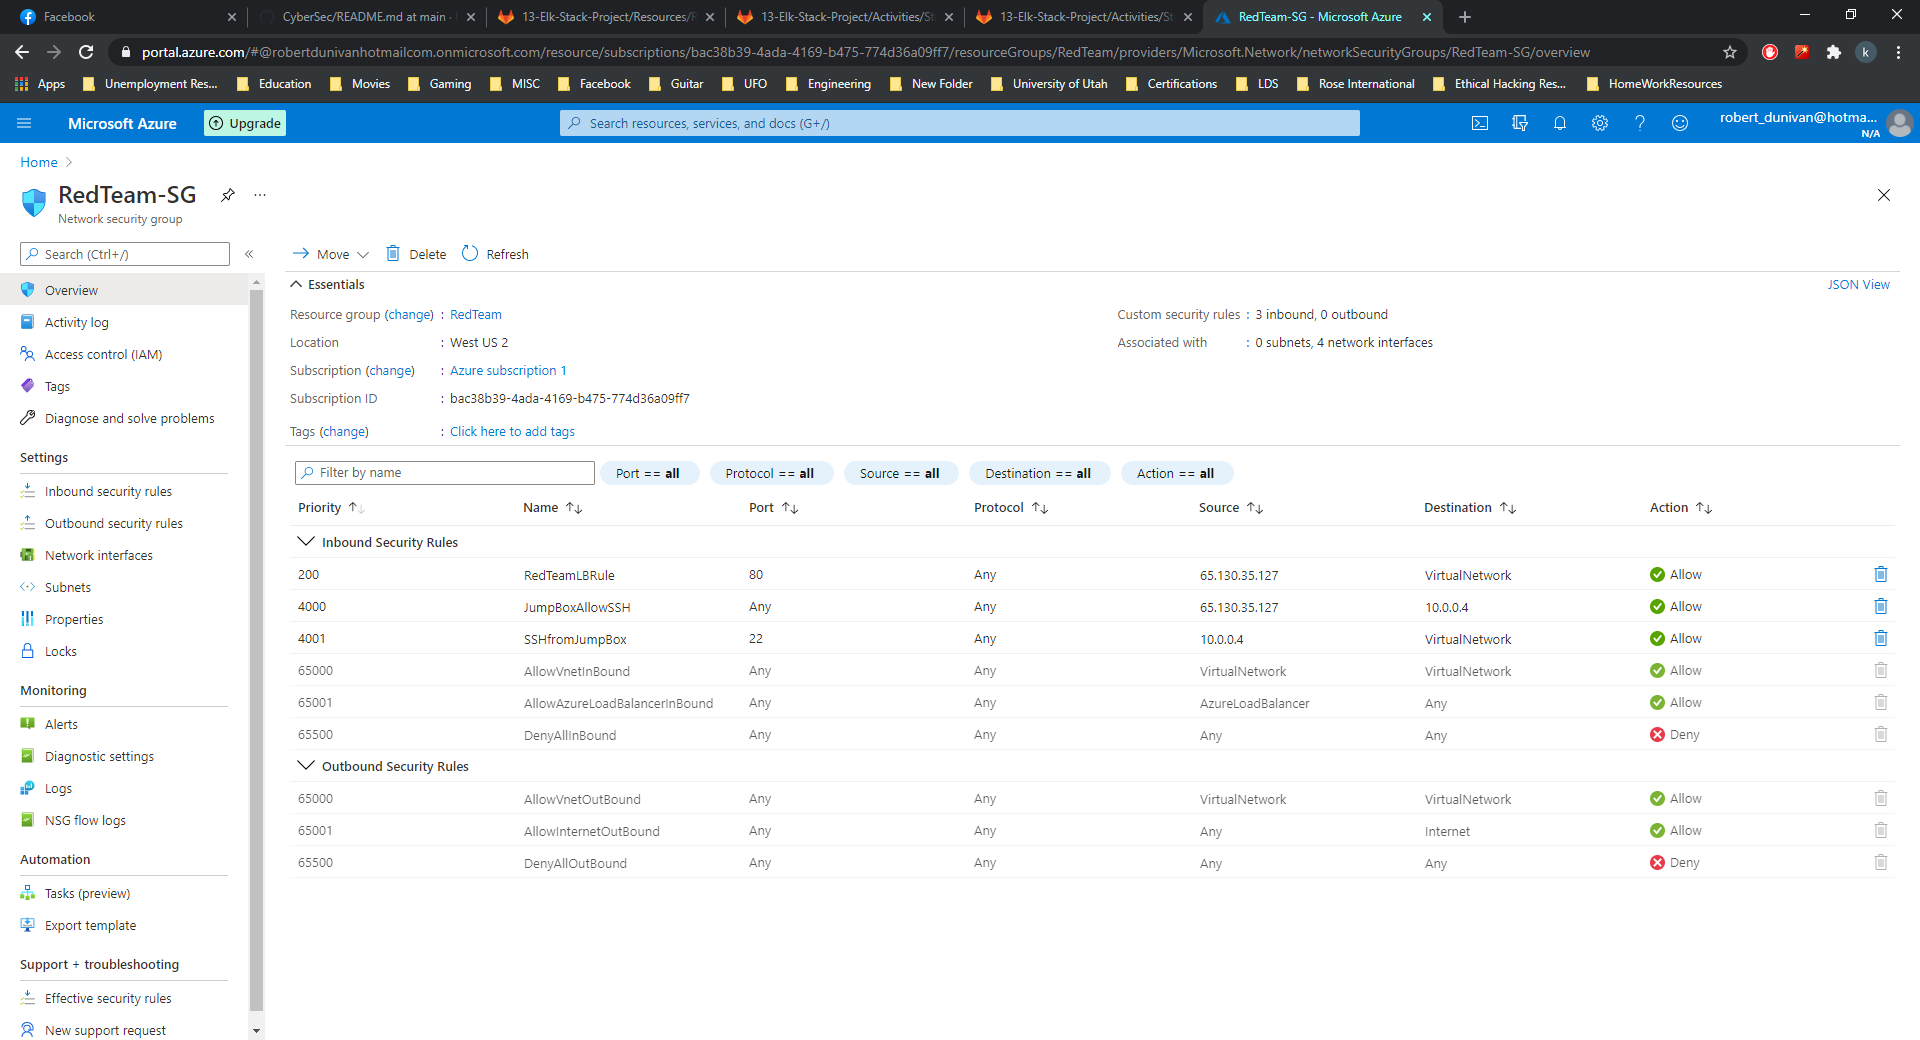 Facebook
CyberSec/README.md at main ·
13-Elk-Stack-Project/Resources/R
13-Elk-Stack-Project/Activities/St
13-Elk-Stack-Project/Activities/St
RedTeam-SG - Microsoft Azure
portal.azure.com/#@robertdunivanhotmailcom.onmicrosoft.com/resource/subscriptions/bac38b39-4ada-4169-b475-774d36a09ff7/resourceGroups/RedTeam/providers/Microsoft.Network/networkSecurityGroups/RedTeam-SG/overview
k
Apps Unemployment Res... Education Movies Gaming MISC Facebook Guitar UFO Engineering New Folder University of Utah Certifications LDS Rose International Ethical Hacking Res... HomeWorkResources
Microsoft Azure
Upgrade
Search resources, services, and docs (G+/)
robert_dunivan@hotma...
N/A
Home
RedTeam-SG
Network security group
Search (Ctrl+/)
Overview
Activity log
Access control (IAM)
Tags
Diagnose and solve problems
Settings
Inbound security rules
Outbound security rules
Network interfaces
Subnets
Properties
Locks
Monitoring
Alerts
Diagnostic settings
Logs
NSG flow logs
Automation
Tasks (preview)
Export template
Support + troubleshooting
Effective security rules
New support request
Move Delete Refresh
Essentials
JSON View
Resource group (change) : RedTeam
Location : West US 2
Subscription (change) : Azure subscription 1
Subscription ID : bac38b39-4ada-4169-b475-774d36a09ff7
Tags (change) : Click here to add tags
Custom security rules : 3 inbound, 0 outbound
Associated with : 0 subnets, 4 network interfaces
Filter by name
Port == all
Protocol == all
Source == all
Destination == all
Action == all
Priority Name Port Protocol Source Destination Action
Inbound Security Rules
200 RedTeamLBRule 80 Any 65.130.35.127 VirtualNetwork Allow
4000 JumpBoxAllowSSH Any Any 65.130.35.127 10.0.0.4 Allow
4001 SSHfromJumpBox 22 Any 10.0.0.4 VirtualNetwork Allow
65000 AllowVnetInBound Any Any VirtualNetwork VirtualNetwork Allow
65001 AllowAzureLoadBalancerInBound Any Any AzureLoadBalancer Any Allow
65500 DenyAllInBound Any Any Any Any Deny
Outbound Security Rules
65000 AllowVnetOutBound Any Any VirtualNetwork VirtualNetwork Allow
65001 AllowInternetOutBound Any Any Any Internet Allow
65500 DenyAllOutBound Any Any Any Any Deny